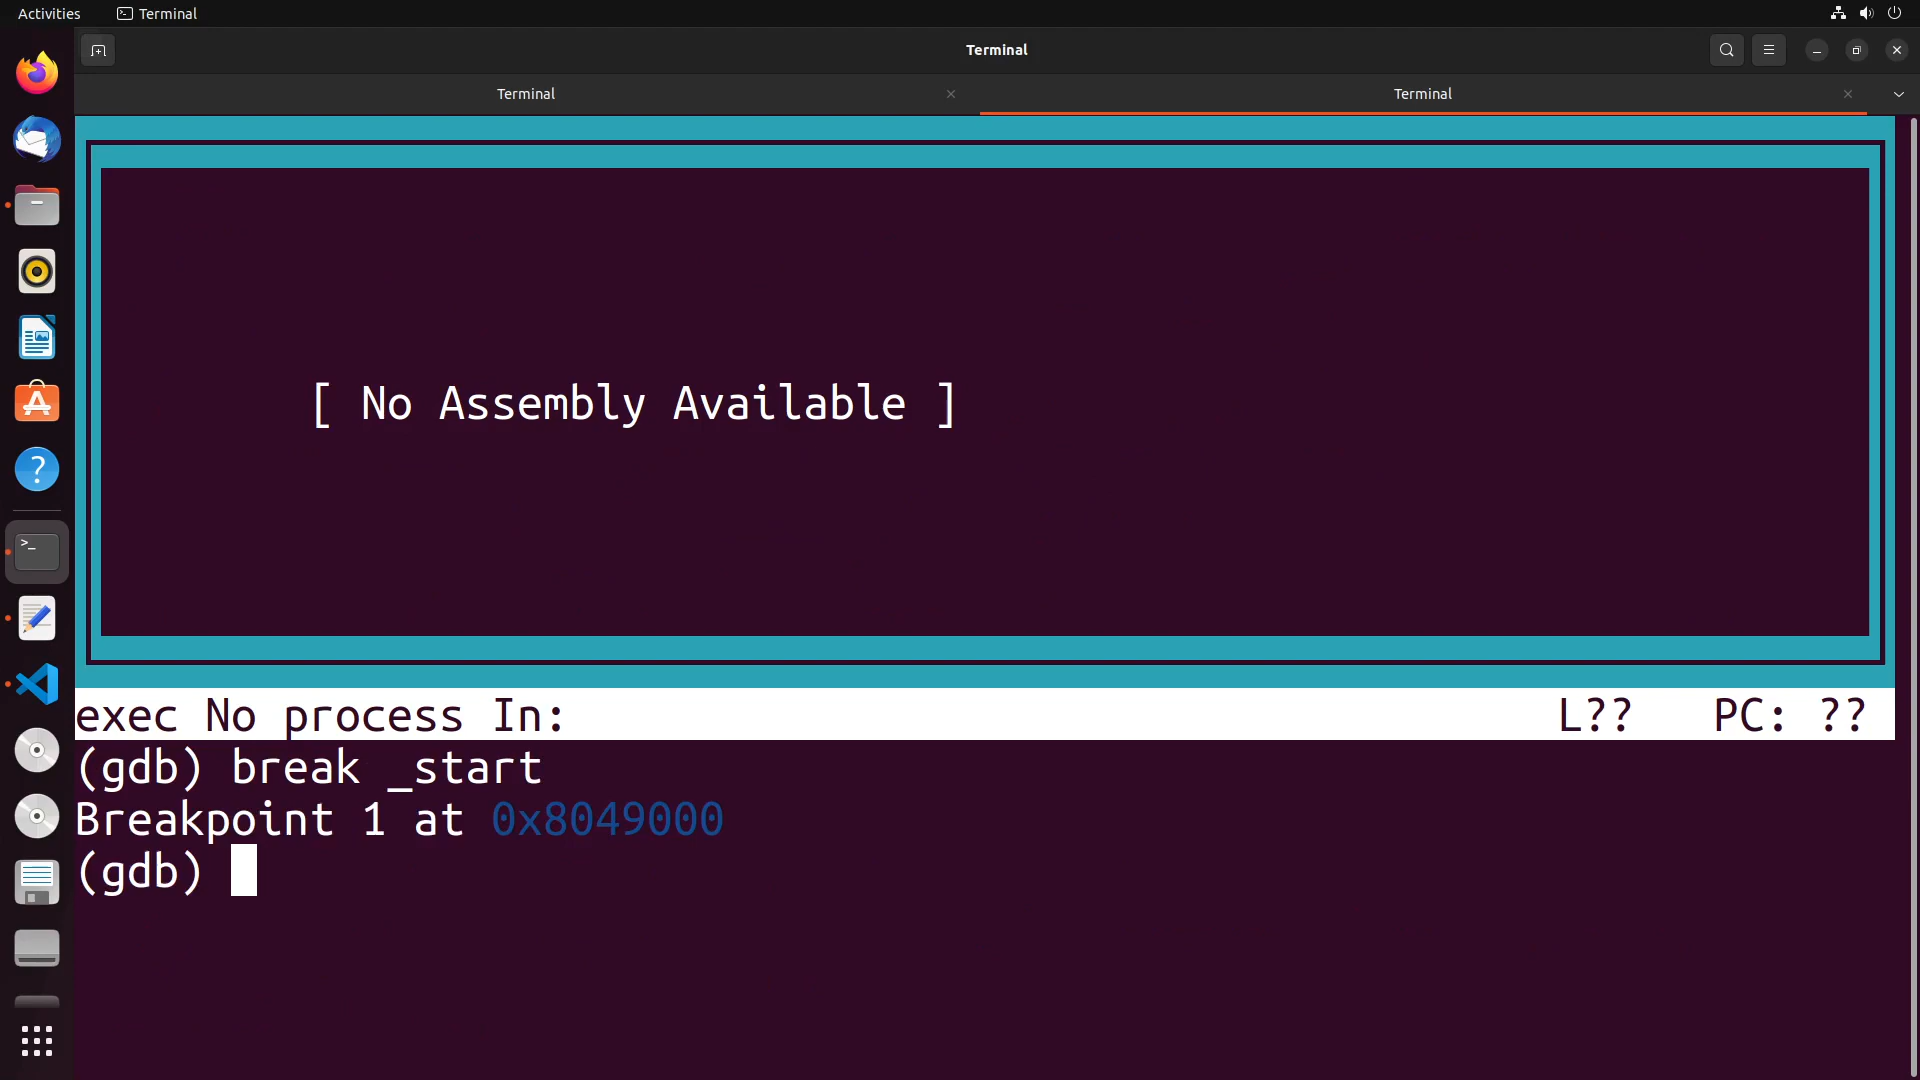 Activities
Terminal
Terminal
Terminal
Terminal
[ No Assembly Available ]
exec No process In: L?? PC: ??
(gdb) break _start
Breakpoint 1 at 0x8049000
(gdb)